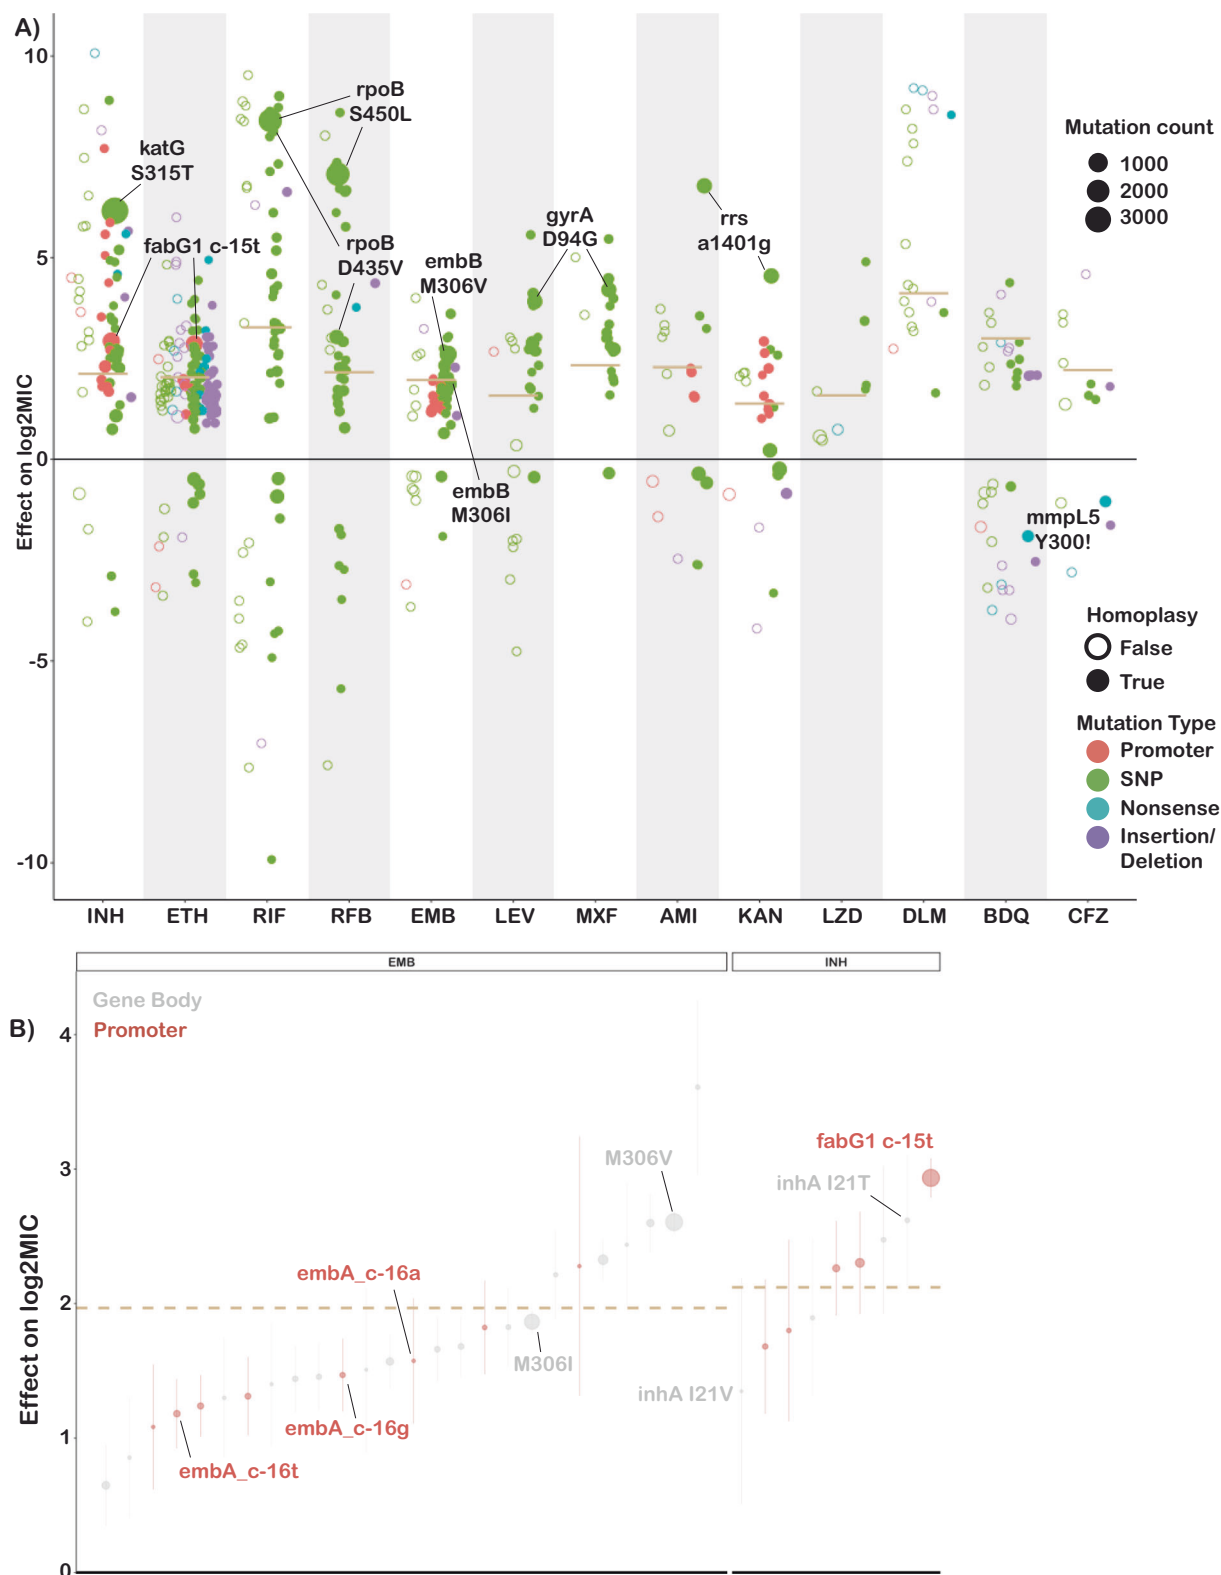 A)
Effect on log2MIC
10
5
0
-5
-10
katG
S315T
fabG1 c-15t
rpoB
S450L
rpoB
D435V
embB
M306V
embB
M306I
gyrA
D94G
rrs
a1401g
mmpL5
Y300!
Mutation count
1000
2000
3000
Homoplasy
False
True
Mutation Type
Promoter
SNP
Nonsense
Insertion/
Deletion
INH ETH RIF RFB EMB LEV MXF AMI KAN LZD DLM BDQ CFZ
B)
EMB INH
Gene Body
Promoter
Effect on log2MIC
4
3
2
1
0
M306V
embA_c-16a
M306I
embA_c-16g
embA_c-16t
fabG1 c-15t
inhA I21T
inhA I21V